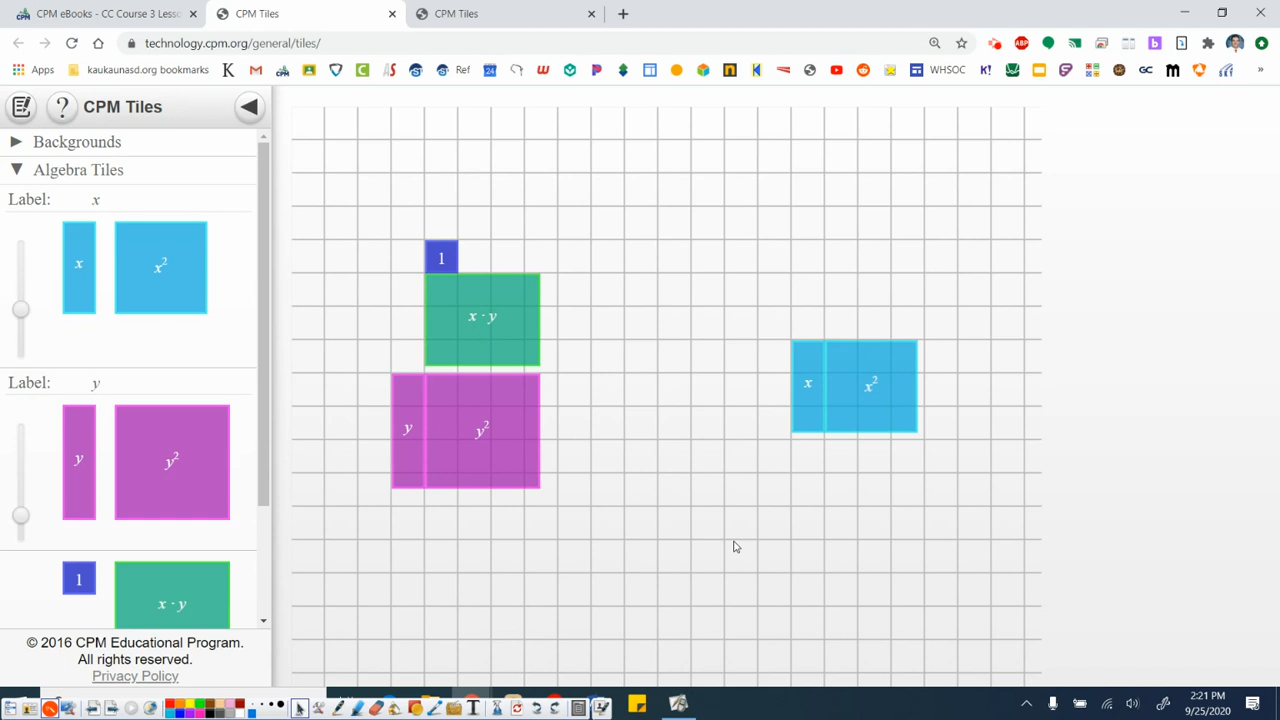 CPM eBooks - CC Course 3 Lesso
CPM Tiles
CPM Tiles
technology.cpm.org/general/tiles/
ABP
Apps
kaukaunasd.org bookmarks
Ref
WHSOC
CPM Tiles
Backgrounds
Algebra Tiles
Label: x
x
x²
Label: y
y
y²
1
x · y
1
x · y
y
y²
x
x²
© 2016 CPM Educational Program.
All rights reserved.
Privacy Policy
2:21 PM
9/25/2020